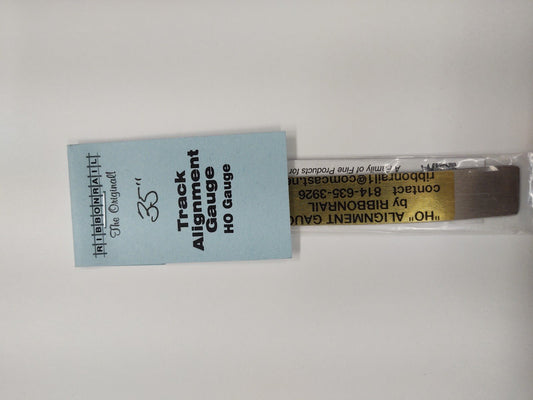 RIBBONRAIL
The Original!
35"
Track
Alignment
Gauge
HO Gauge
A Family of Fine Products for
"HO" ALIGNMENT GAUG
by RIBBONRAIL
contact 814-635-3926
ribbonrail1@comcast.ne